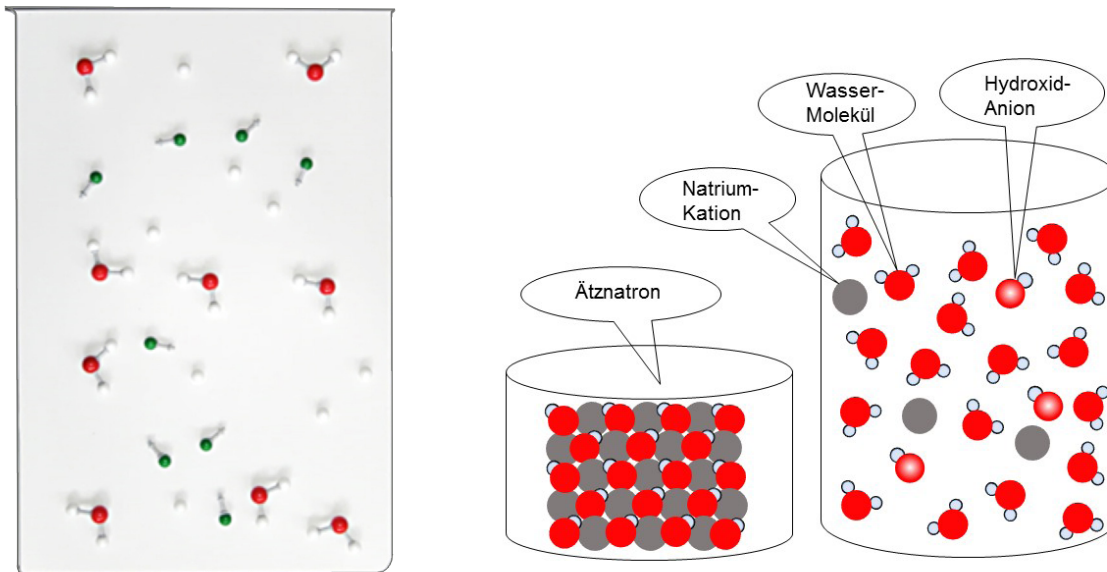 Wasser-
Molekül
Hydroxid-
Anion
Natrium-
Kation
Ätznatron